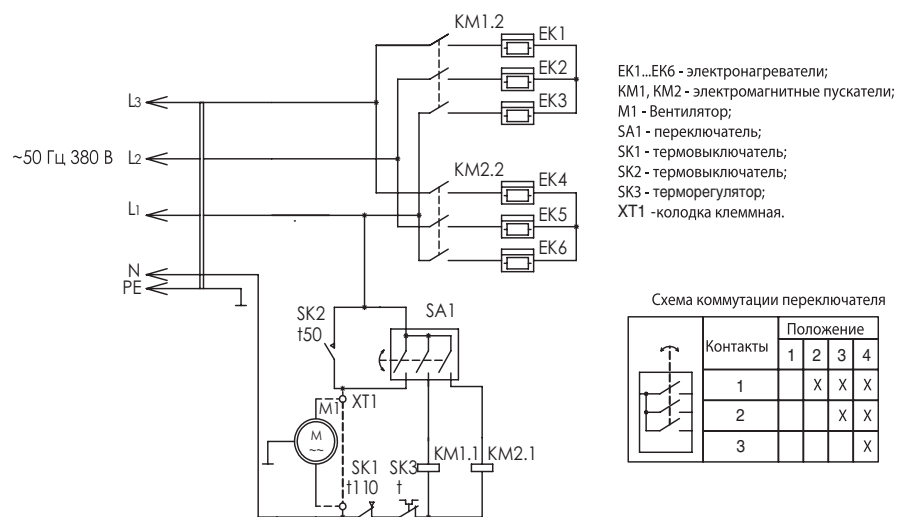 KM1.2
EK1
EK2
EK3
L3
~50 Гц 380 В L2
KM2.2
EK4
L1
EK5
EK6
N
PE
SK2
t50
SA1
M1
XT1
M
~~
SK1
t110
SK3
t
KM1.1
KM2.1
EK1...EK6 - электронагреватели;
KM1, KM2 - электромагнитные пускатели;
M1 - Вентилятор;
SA1 - переключатель;
SK1 - термовыключатель;
SK2 - термовыключатель;
SK3 - терморегулятор;
XT1 -колодка клеммная.
Схема коммутации переключателя
Контакты Положение
1 2 3 4
1 X X X
2 X X
3 X